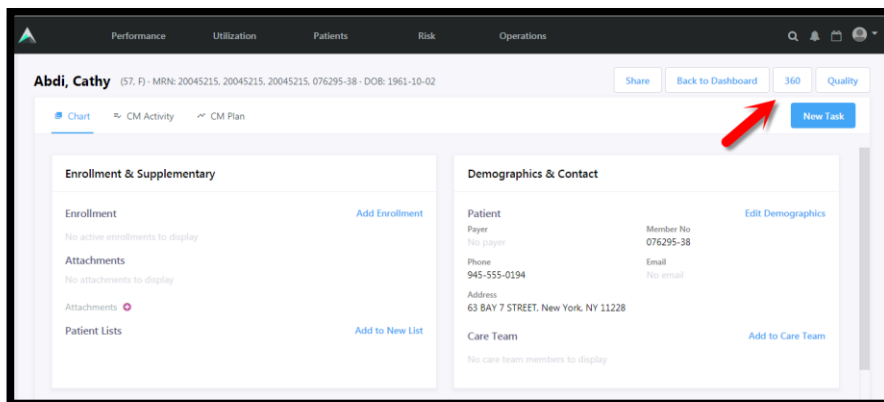 Performance Utilization Patients Risk Operations
Abdi, Cathy (57, F) - MRN: 20045215, 20045215, 20045215, 076295-38 - DOB: 1961-10-02 Share Back to Dashboard 360 Quality
Chart CM Activity CM Plan New Task
Enrollment & Supplementary
Enrollment Add Enrollment
No active enrollments to display
Attachments
No attachments to display
Attachments
Patient Lists Add to New List
Demographics & Contact
Patient Edit Demographics
Payer Member No
No payer 076295-38
Phone Email
945-555-0194 No email
Address
63 BAY 7 STREET, New York, NY 11228
Care Team Add to Care Team
No care team members to display